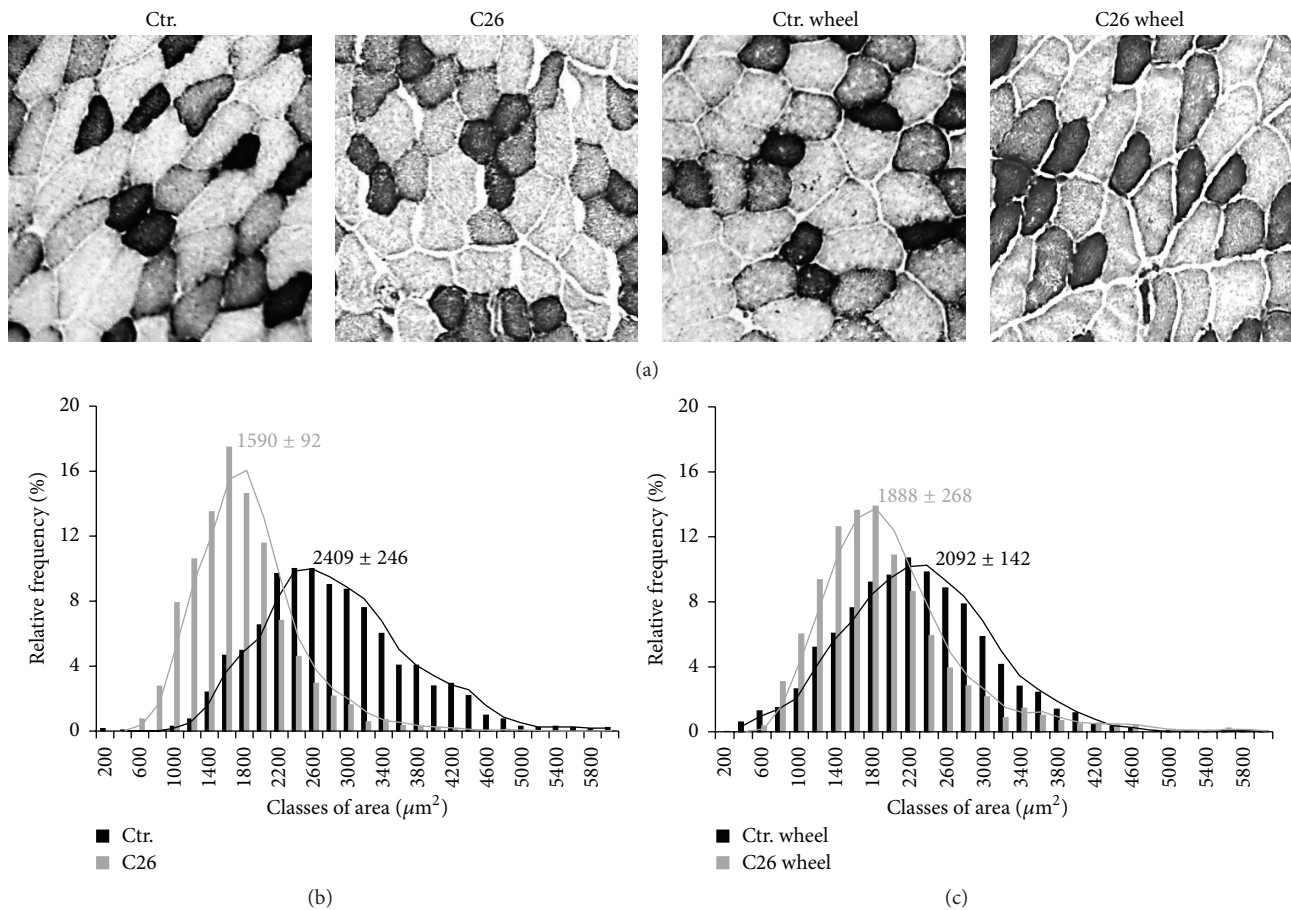 Ctr.
C26
Ctr. wheel
C26 wheel
(a)
20
16
12
8
4
0
Relative frequency (%)
1590 ± 92
2409 ± 246
200
600
1000
1400
1800
2200
2600
3000
3400
3800
4200
4600
5000
5400
5800
Classes of area (μm²)
Ctr.
C26
(b)
20
16
12
8
4
0
Relative frequency (%)
1888 ± 268
2092 ± 142
200
600
1000
1400
1800
2200
2600
3000
3400
3800
4200
4600
5000
5400
5800
Classes of area (μm²)
Ctr. wheel
C26 wheel
(c)